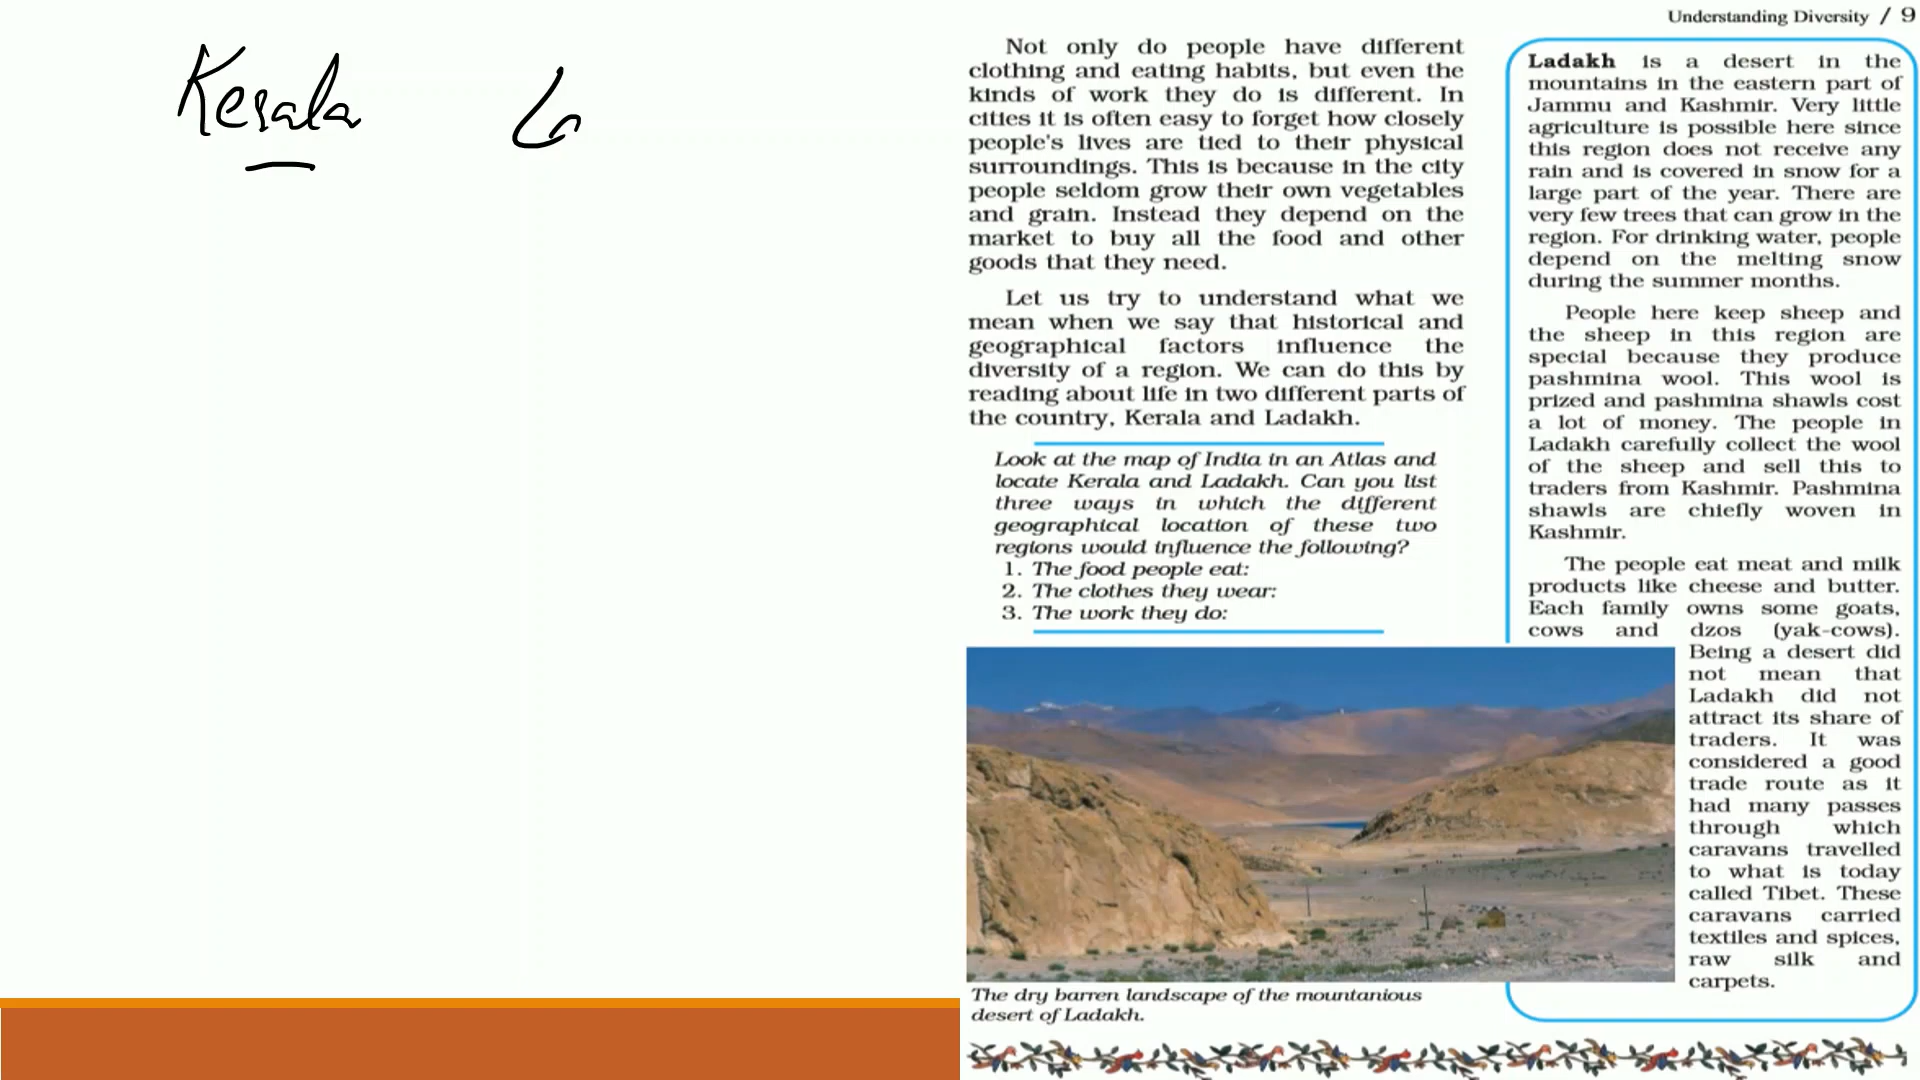 Kerala La
Understanding Diversity / 9
Not only do people have different
clothing and eating habits, but even the
kinds of work they do is different. In
cities it is often easy to forget how closely
people's lives are tied to their physical
surroundings. This is because in the city
people seldom grow their own vegetables
and grain. Instead they depend on the
market to buy all the food and other
goods that they need.
Let us try to understand what we
mean when we say that historical and
geographical factors influence the
diversity of a region. We can do this by
reading about life in two different parts of
the country, Kerala and Ladakh.
Look at the map of India in an Atlas and
locate Kerala and Ladakh. Can you list
three ways in which the different
geographical location of these two
regions would influence the following?
1. The food people eat:
2. The clothes they wear:
3. The work they do:
The dry barren landscape of the mountanious
desert of Ladakh.
Ladakh is a desert in the
mountains in the eastern part of
Jammu and Kashmir. Very little
agriculture is possible here since
this region does not receive any
rain and is covered in snow for a
large part of the year. There are
very few trees that can grow in the
region. For drinking water, people
depend on the melting snow
during the summer months.
People here keep sheep and
the sheep in this region are
special because they produce
pashmina wool. This wool is
prized and pashmina shawls cost
a lot of money. The people in
Ladakh carefully collect the wool
of the sheep and sell this to
traders from Kashmir. Pashmina
shawls are chiefly woven in
Kashmir.
The people eat meat and milk
products like cheese and butter.
Each family owns some goats,
cows and dzos (yak-cows).
Being a desert did
not mean that
Ladakh did not
attract its share of
traders. It was
considered a good
trade route as it
had many passes
through which
caravans travelled
to what is today
called Tibet. These
caravans carried
textiles and spices,
raw silk and
carpets.